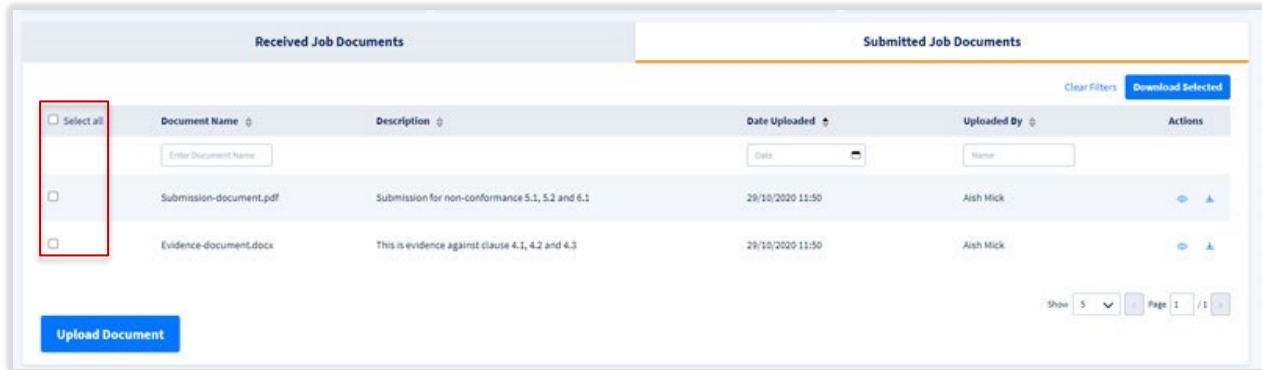 Received Job Documents Submitted Job Documents
Clear Filters Download Selected
Select all Document Name Description Date Uploaded Uploaded By Actions
Enter Document Name Date Name
Submission-document.pdf Submission for non-conformance 5.1, 5.2 and 6.1 29/10/2020 11:50 Aish Mick
Evidence-document.docx This is evidence against clause 4.1, 4.2 and 4.3 29/10/2020 11:50 Aish Mick
Show 5 Page 1 / 1
Upload Document